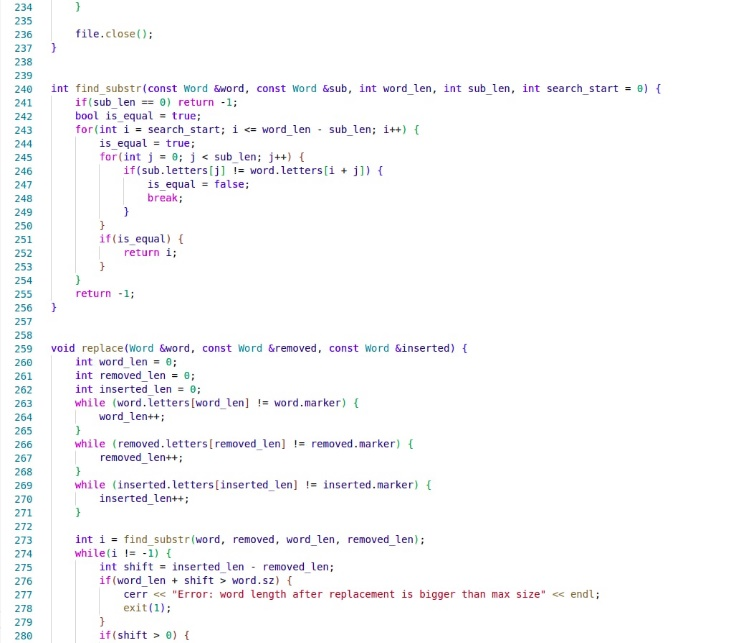 234     }
235
236     file.close();
237 }
238
239
240 int find_substr(const Word &word, const Word &sub, int word_len, int sub_len, int search_start = 0) {
241     if(sub_len == 0) return -1;
242     bool is_equal = true;
243     for(int i = search_start; i <= word_len - sub_len; i++) {
244         is_equal = true;
245         for(int j = 0; j < sub_len; j++) {
246             if(sub.letters[j] != word.letters[i + j]) {
247                 is_equal = false;
248                 break;
249             }
250         }
251         if(is_equal) {
252             return i;
253         }
254     }
255     return -1;
256 }
257
258
259 void replace(Word &word, const Word &removed, const Word &inserted) {
260     int word_len = 0;
261     int removed_len = 0;
262     int inserted_len = 0;
263     while (word.letters[word_len] != word.marker) {
264         word_len++;
265     }
266     while (removed.letters[removed_len] != removed.marker) {
267         removed_len++;
268     }
269     while (inserted.letters[inserted_len] != inserted.marker) {
270         inserted_len++;
271     }
272
273     int i = find_substr(word, removed, word_len, removed_len);
274     while(i != -1) {
275         int shift = inserted_len - removed_len;
276         if(word_len + shift > word.sz) {
277             cerr << "Error: word length after replacement is bigger than max size" << endl;
278             exit(1);
279         }
280         if(shift > 0) {